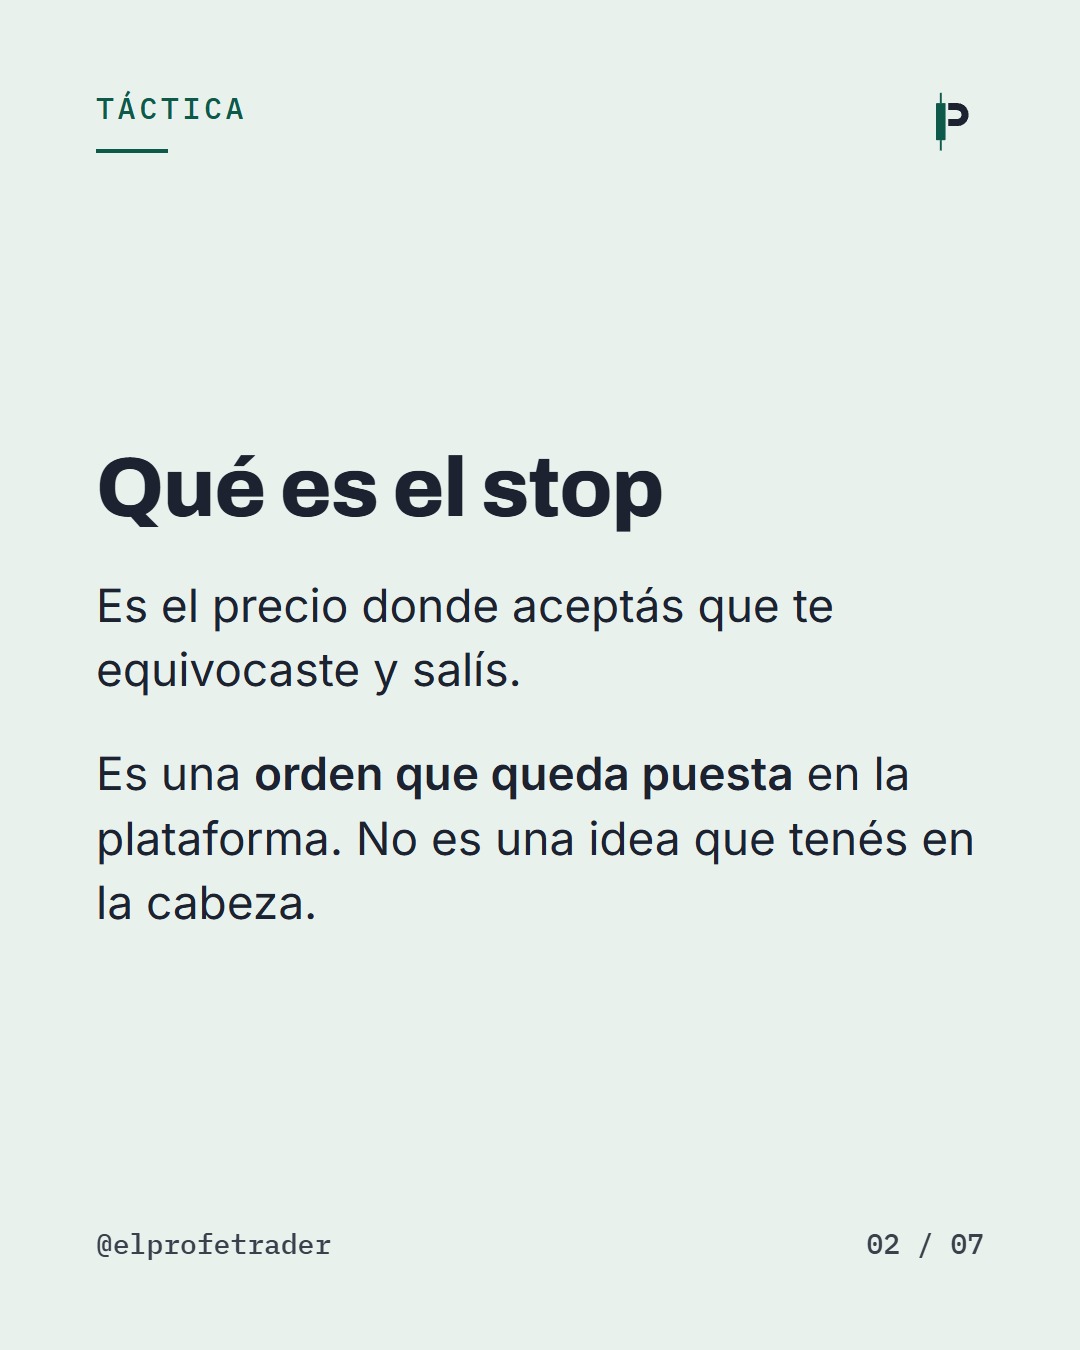 TÁCTICA
P
Qué es el stop
Es el precio donde aceptás que te
equivocaste y salís.
Es una orden que queda puesta en la
plataforma. No es una idea que tenés en
la cabeza.
@elprofetrader
02 / 07